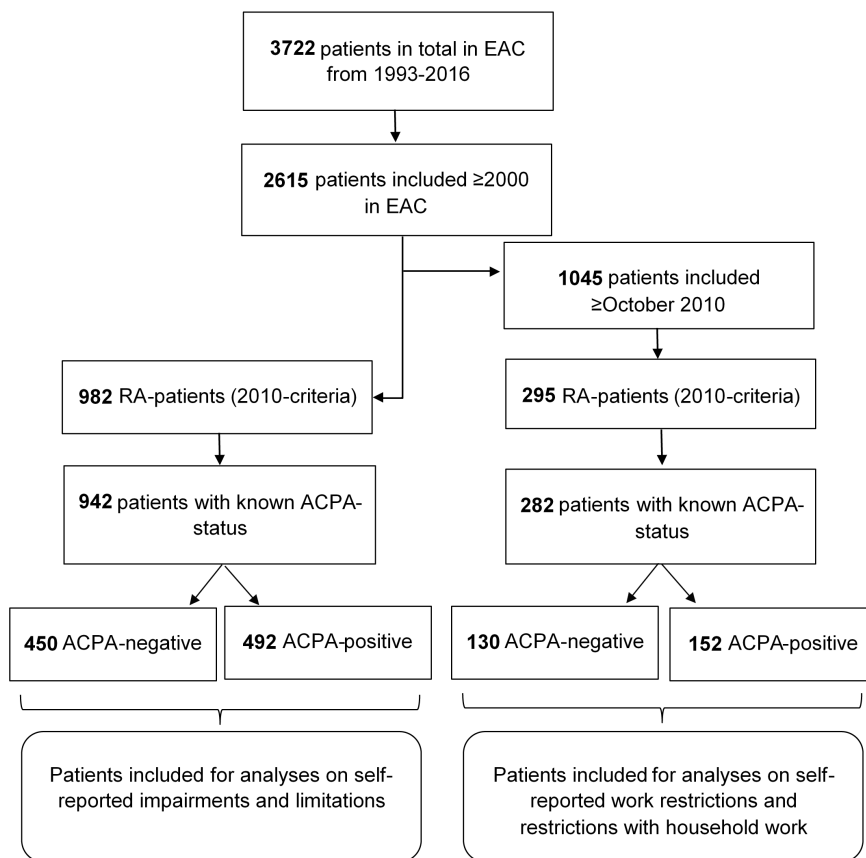 3722 patients in total in EAC
from 1993-2016
2615 patients included ≥2000
in EAC
1045 patients included
≥October 2010
982 RA-patients (2010-criteria)
295 RA-patients (2010-criteria)
942 patients with known ACPA-
status
282 patients with known ACPA-
status
450 ACPA-negative
492 ACPA-positive
130 ACPA-negative
152 ACPA-positive
Patients included for analyses on self-
reported impairments and limitations
Patients included for analyses on self-
reported work restrictions and
restrictions with household work